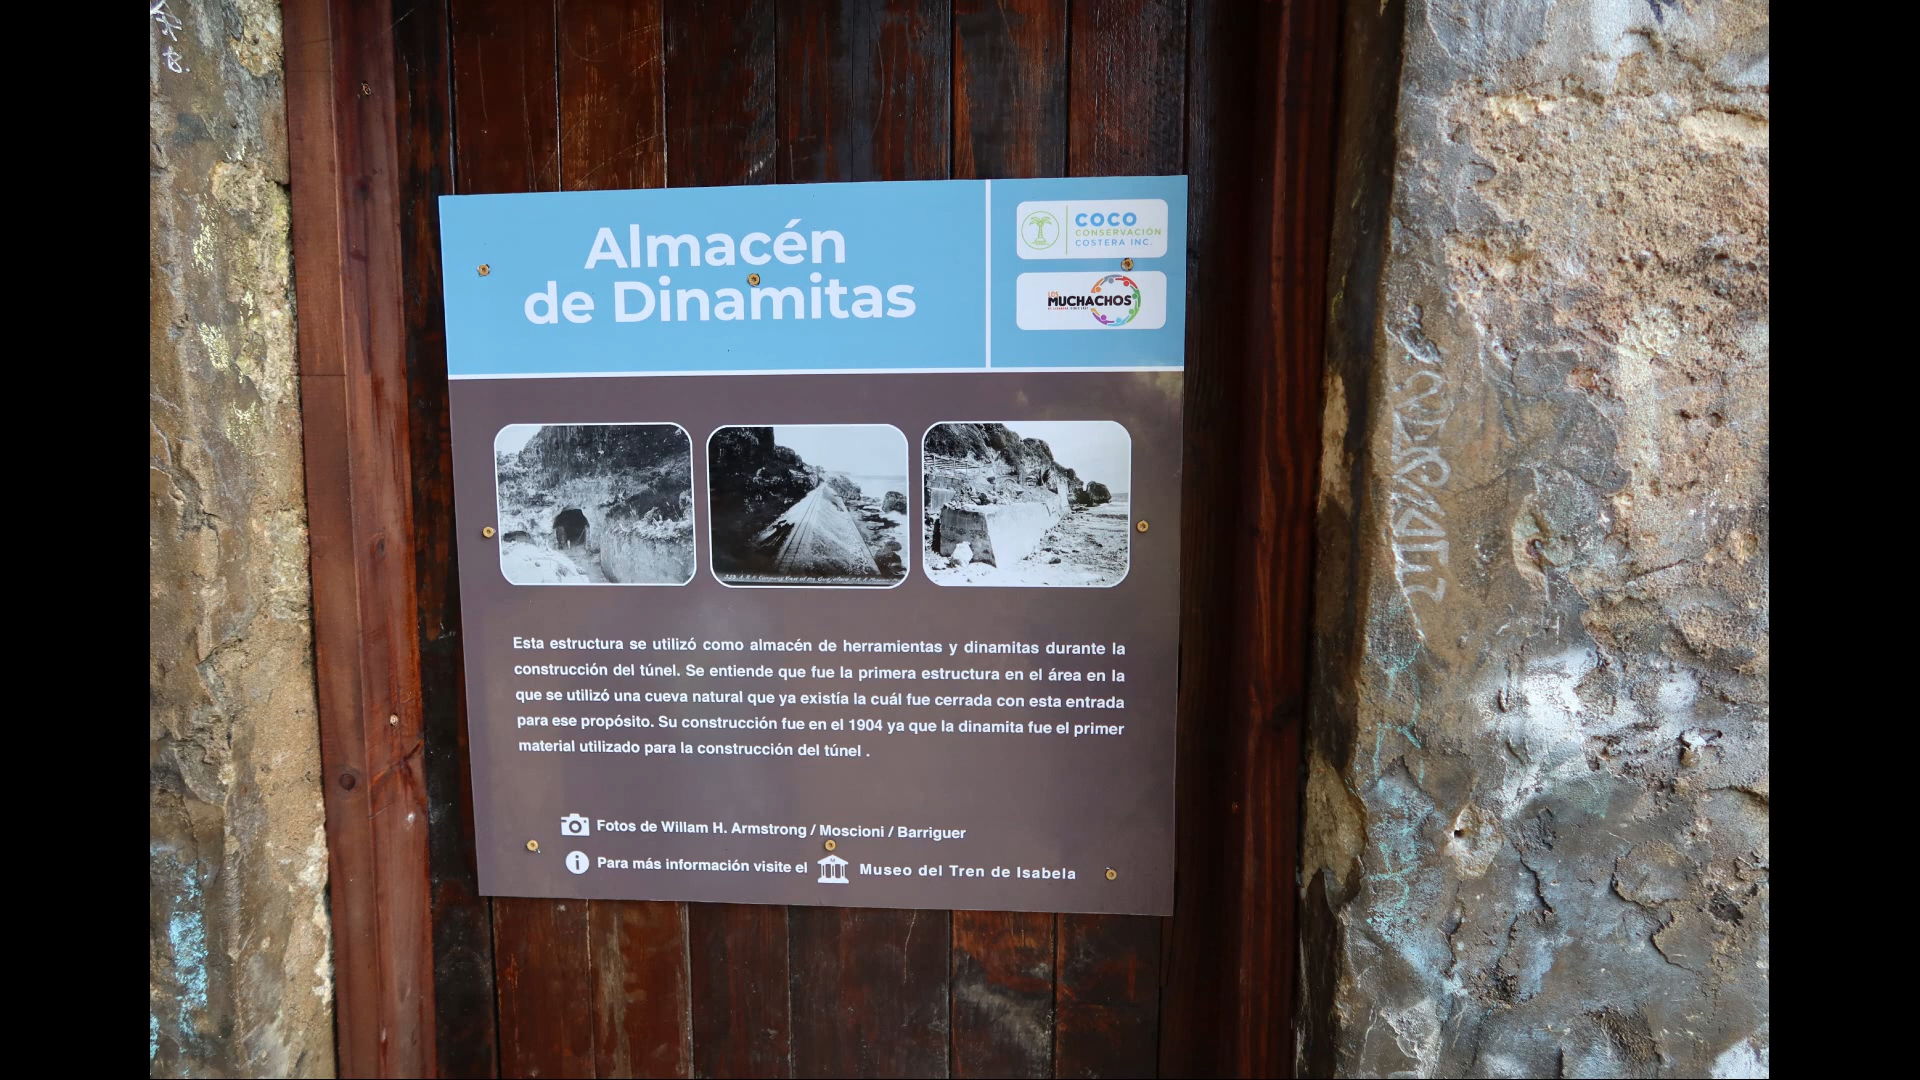 Almacén
de Dinamitas
COCO
CONSERVACIÓN
COSTERA INC.
LOS
MUCHACHOS
Esta estructura se utilizó como almacén de herramientas y dinamitas durante la
construcción del túnel. Se entiende que fue la primera estructura en el área en la
que se utilizó una cueva natural que ya existía la cuál fue cerrada con esta entrada
para ese propósito. Su construcción fue en el 1904 ya que la dinamita fue el primer
material utilizado para la construcción del túnel .
Fotos de Willam H. Armstrong / Moscioni / Barriguer
Para más información visite el Museo del Tren de Isabela